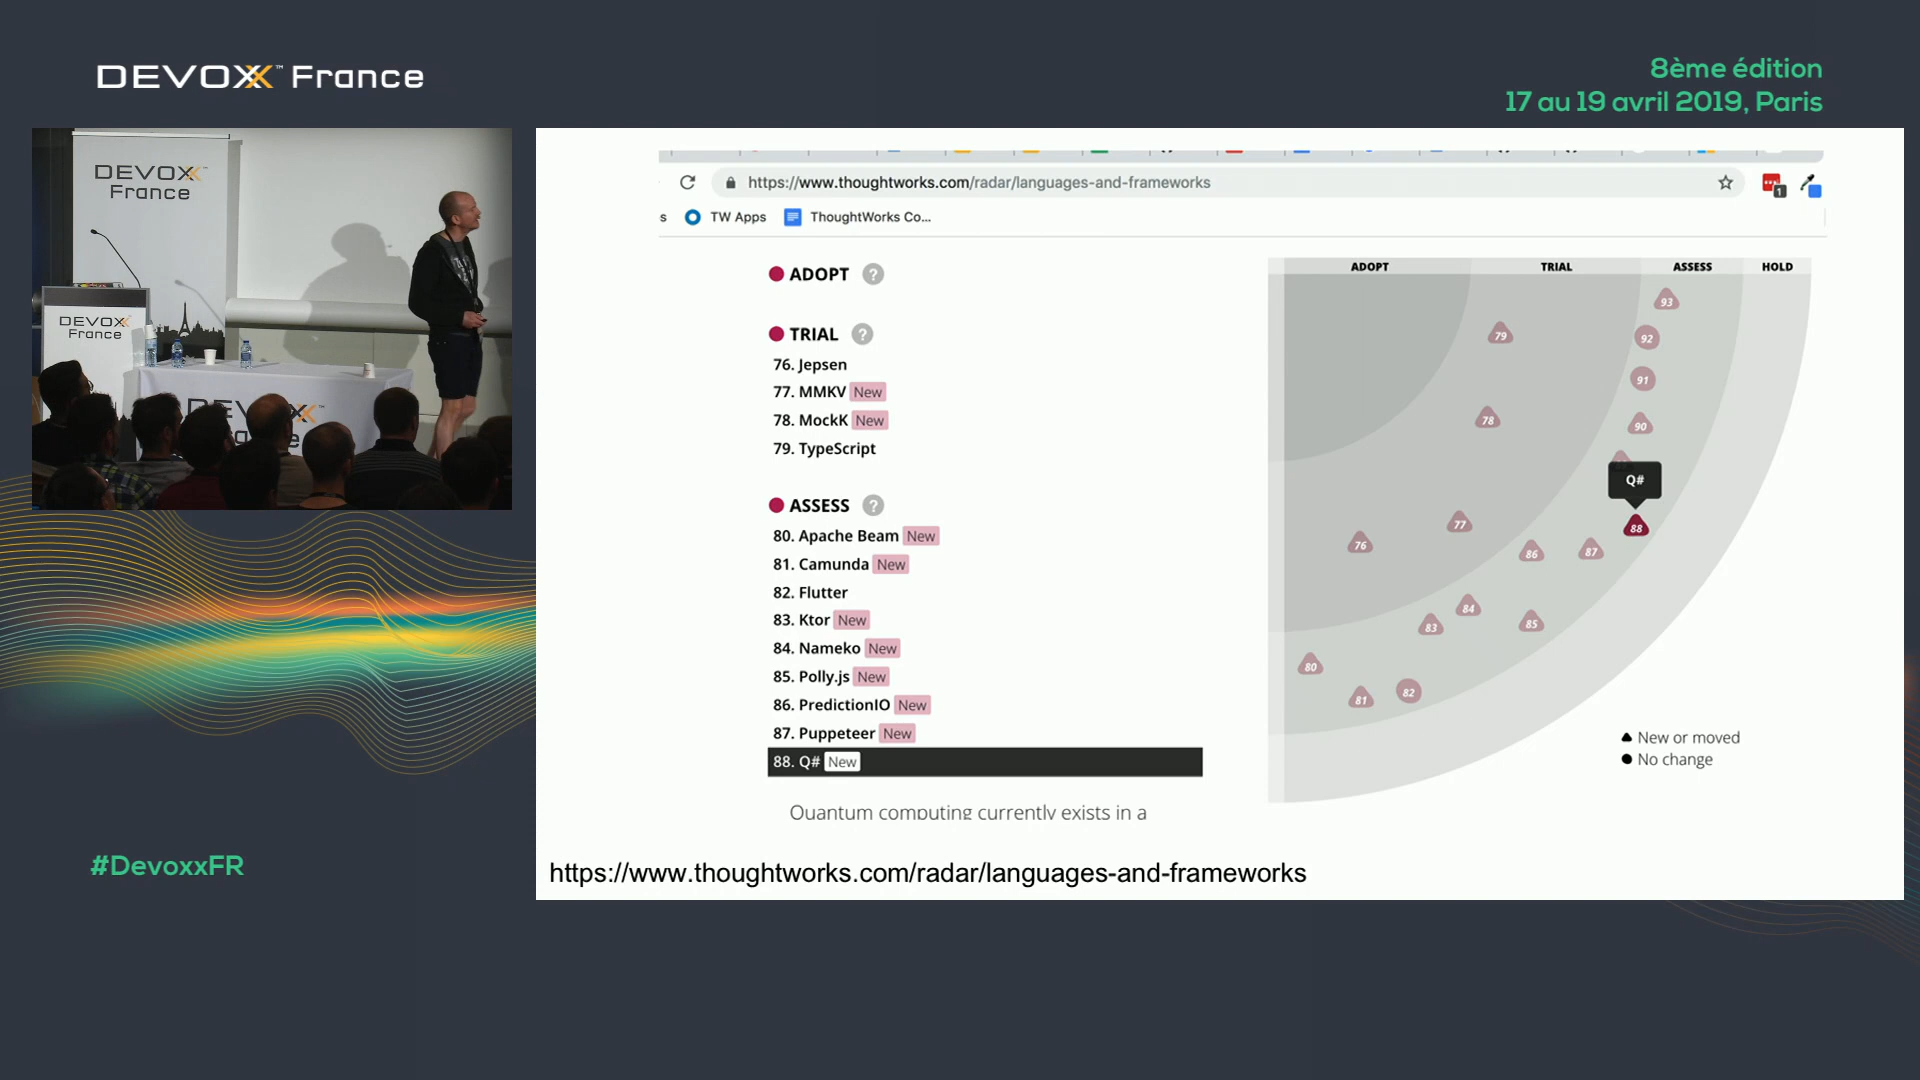 DEVOXX™ France
8ème édition
17 au 19 avril 2019, Paris
DEVOXX™
France
DEVOXX
France
DEVOXX™
https://www.thoughtworks.com/radar/languages-and-frameworks
1
s
TW Apps
ThoughtWorks Co...
ADOPT ?
TRIAL ?
76. Jepsen
77. MMKV New
78. MockK New
79. TypeScript
ASSESS ?
80. Apache Beam New
81. Camunda New
82. Flutter
83. Ktor New
84. Nameko New
85. Polly.js New
86. PredictionIO New
87. Puppeteer New
88. Q# New
Quantum computing currently exists in a
ADOPT TRIAL ASSESS HOLD
93
79
92
91
78
90
Q#
77
88
76
86
87
84
83
85
80
81
82
New or moved
No change
https://www.thoughtworks.com/radar/languages-and-frameworks
#DevoxxFR